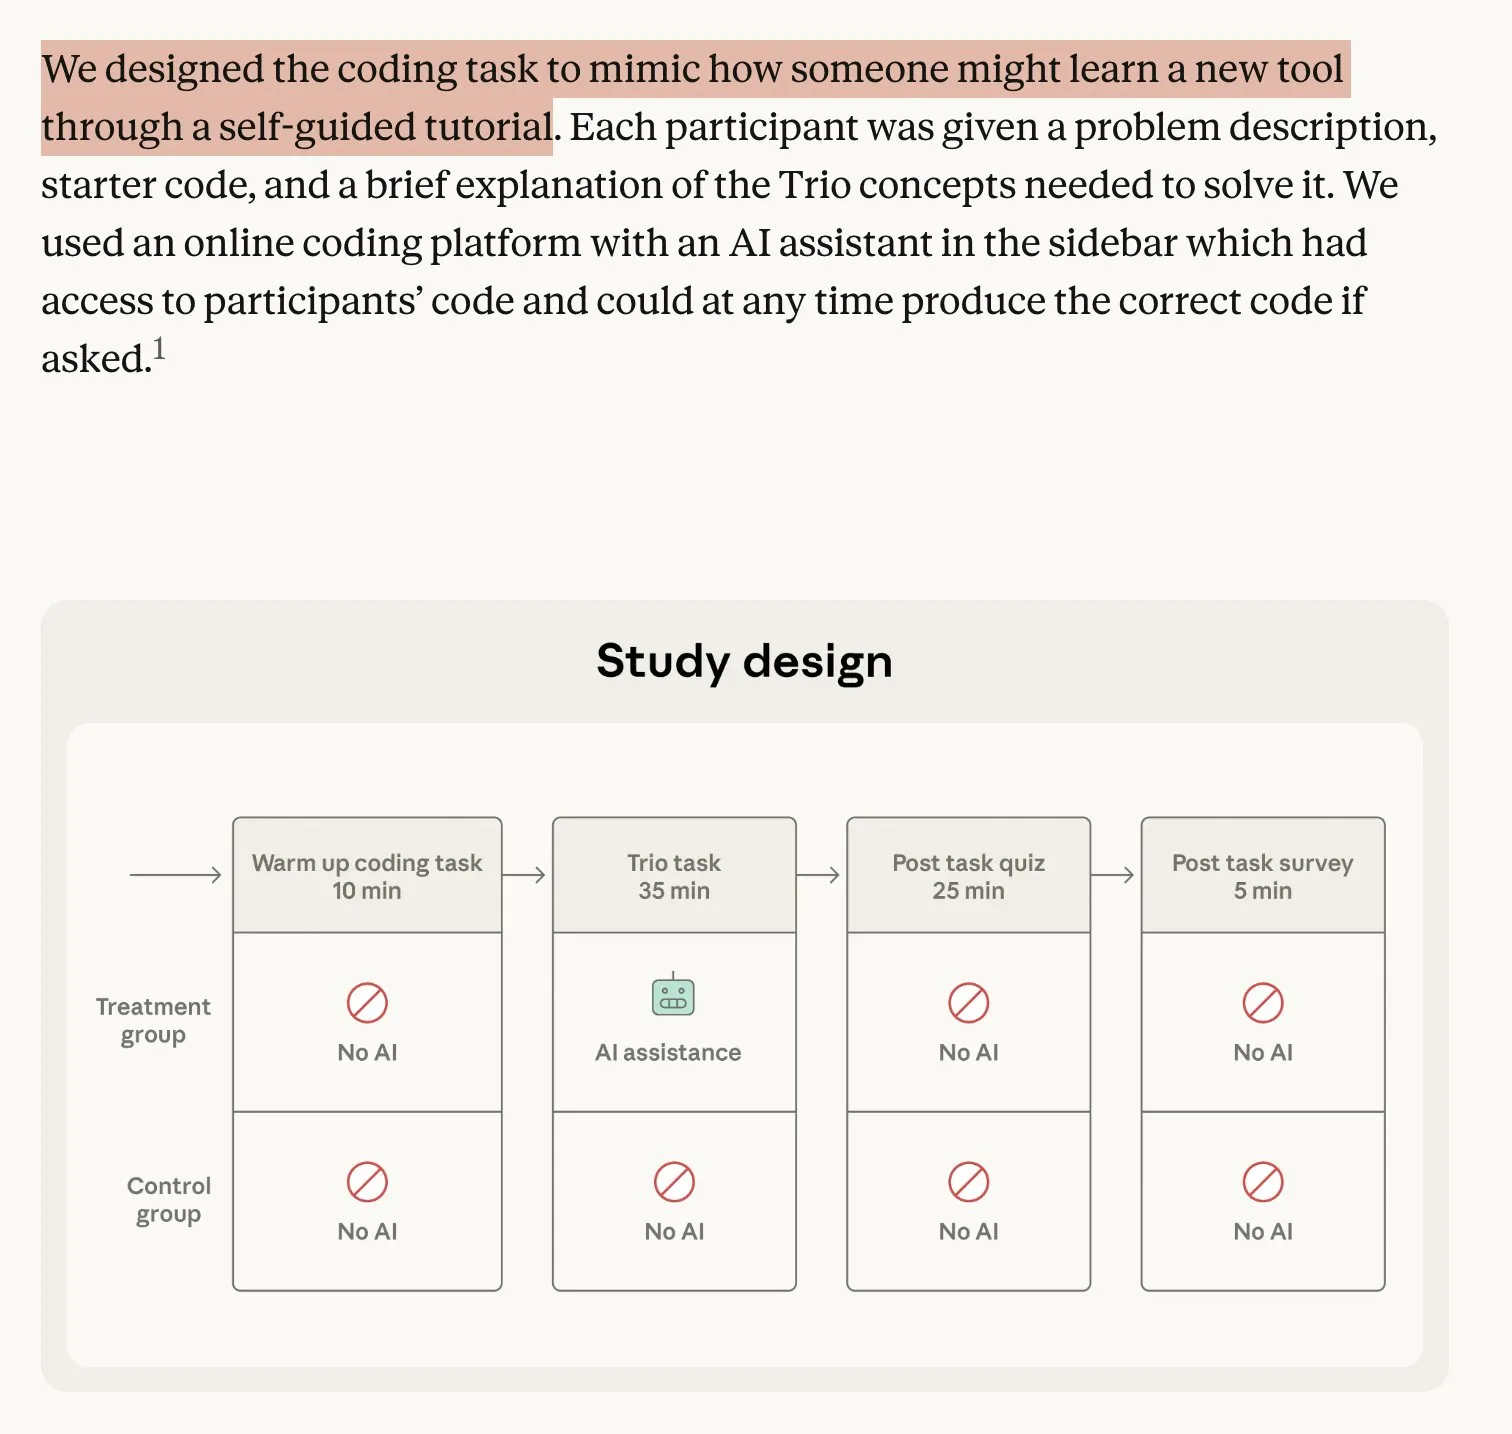 We designed the coding task to mimic how someone might learn a new tool
through a self-guided tutorial. Each participant was given a problem description,
starter code, and a brief explanation of the Trio concepts needed to solve it. We
used an online coding platform with an AI assistant in the sidebar which had
access to participants’ code and could at any time produce the correct code if
asked.1
Study design
Warm up coding task
10 min
Trio task
35 min
Post task quiz
25 min
Post task survey
5 min
Treatment
group
No AI
AI assistance
No AI
No AI
Control
group
No AI
No AI
No AI
No AI